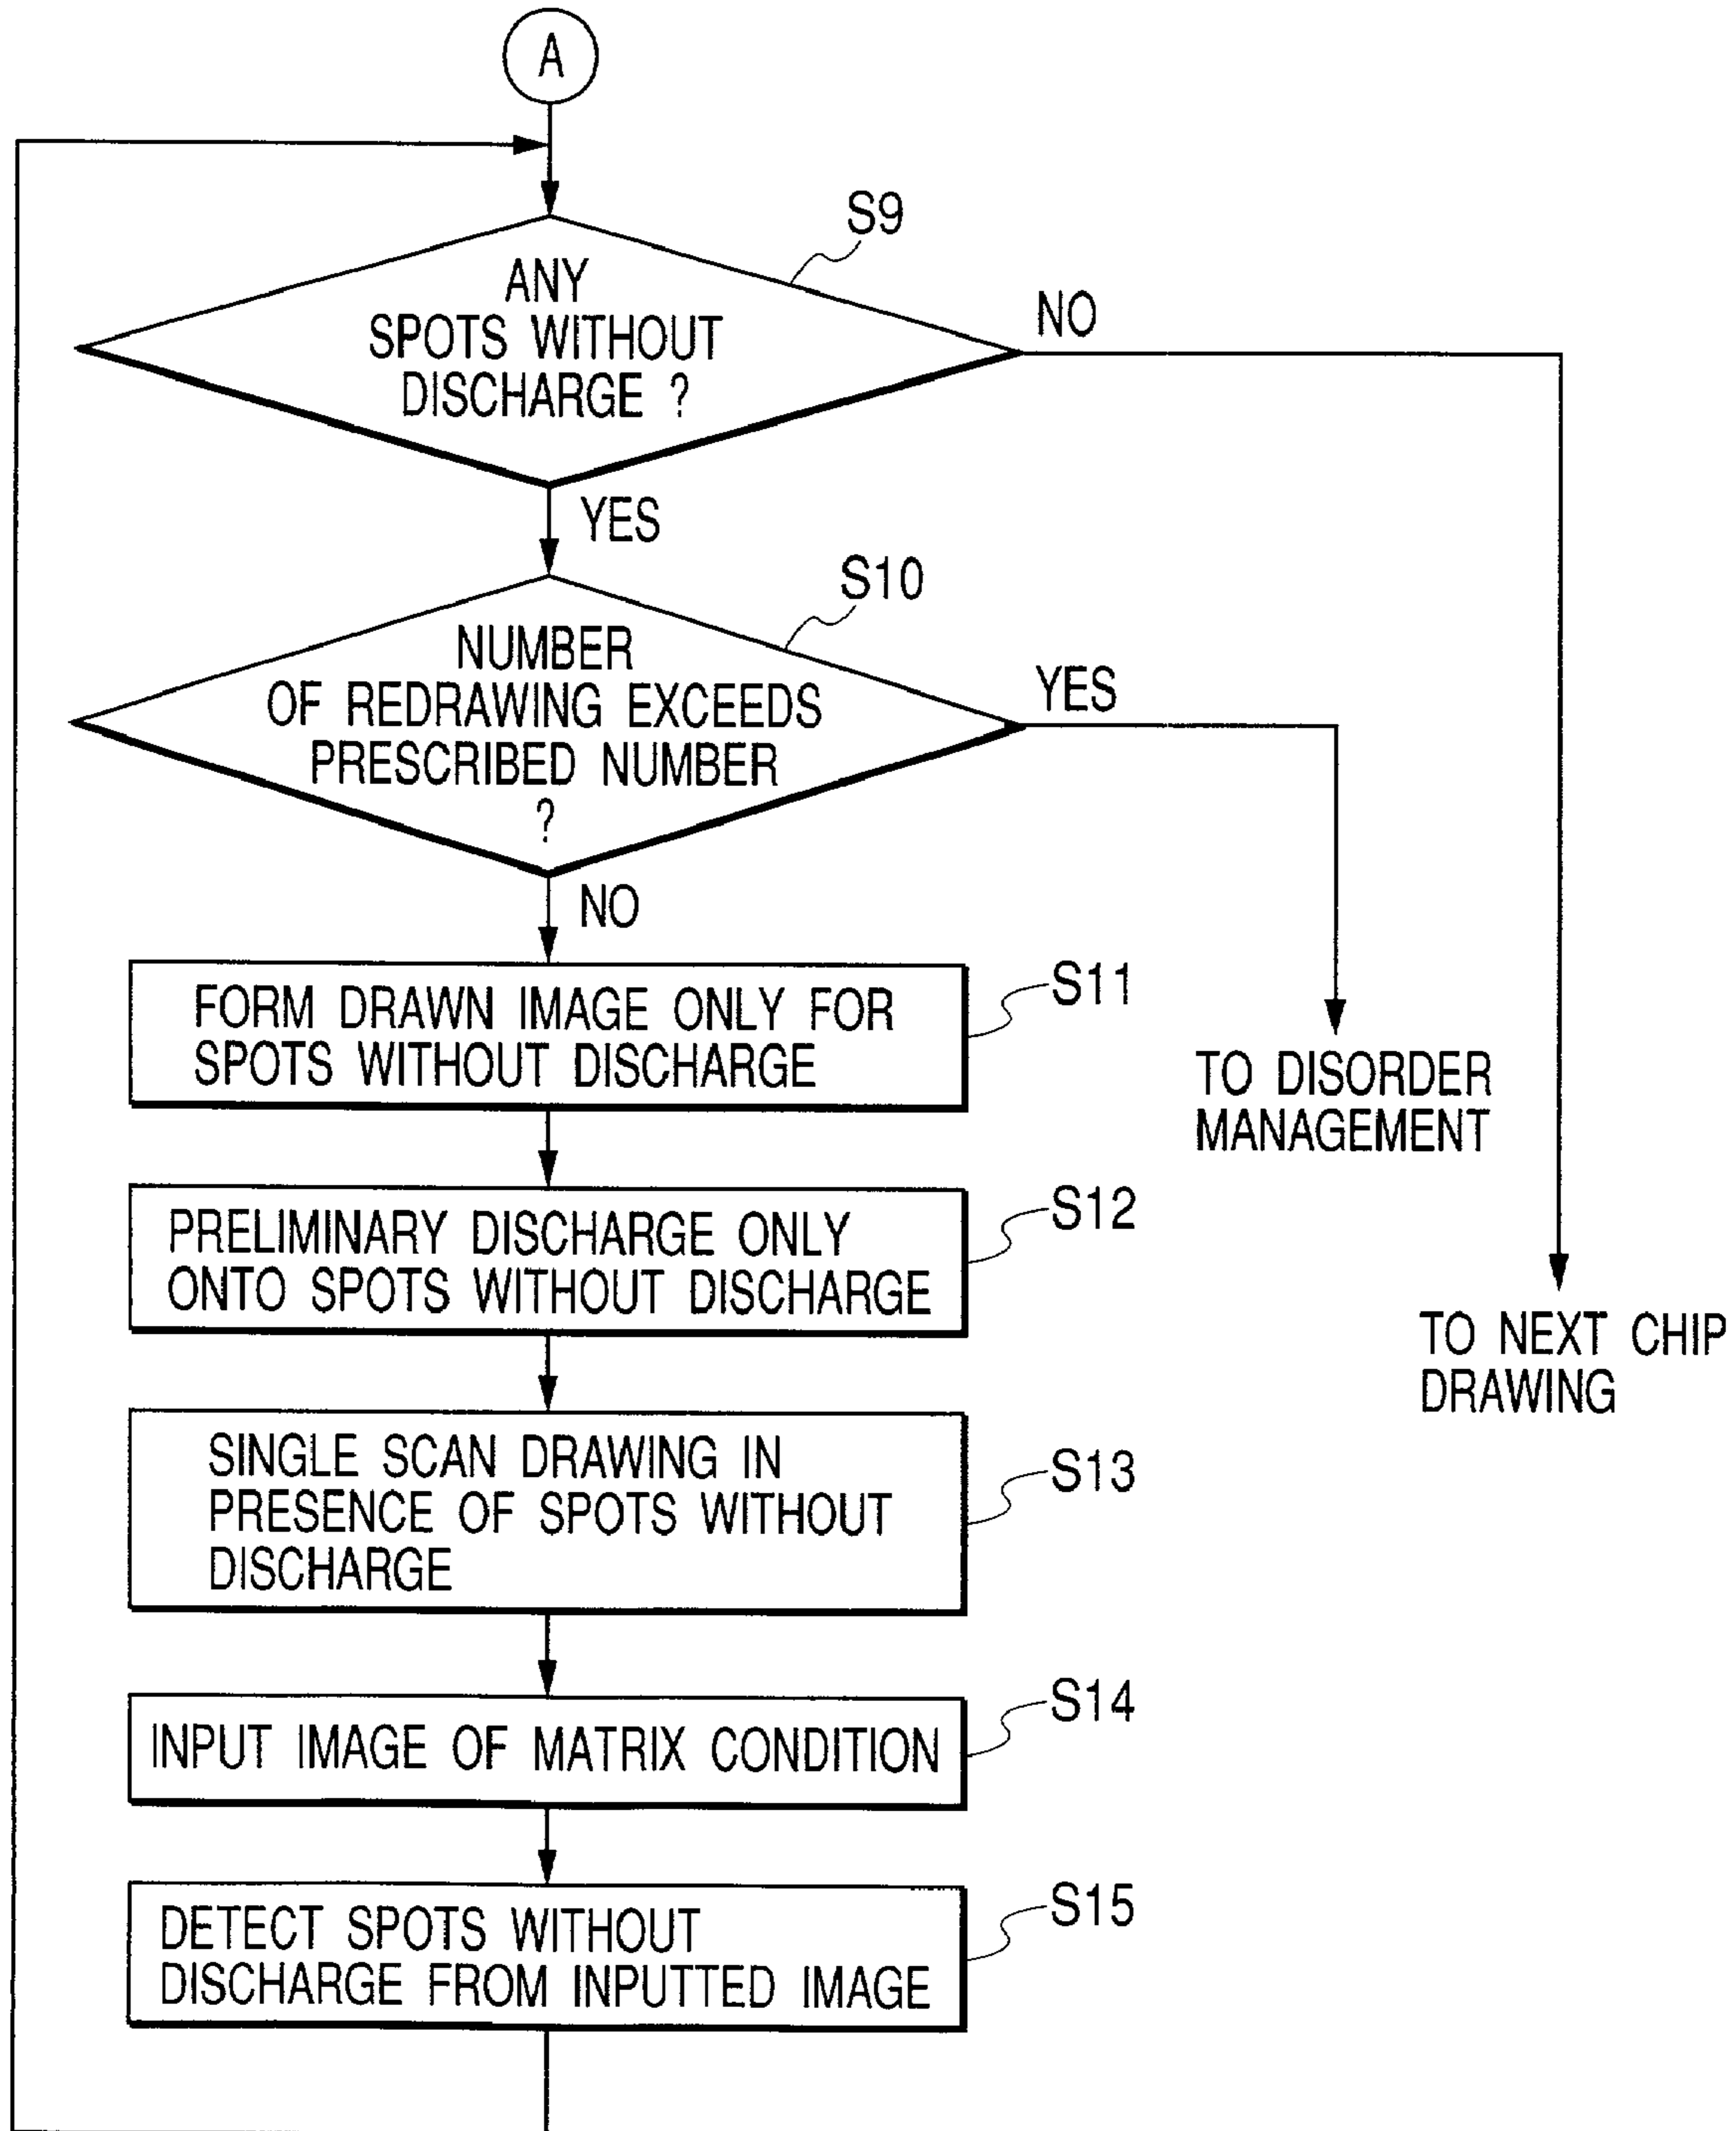 A
S9
ANY
SPOTS WITHOUT
DISCHARGE ?
NO
YES
S10
NUMBER
OF REDRAWING EXCEEDS
PRESCRIBED NUMBER
?
YES
NO
S11
FORM DRAWN IMAGE ONLY FOR
SPOTS WITHOUT DISCHARGE
TO DISORDER
MANAGEMENT
S12
PRELIMINARY DISCHARGE ONLY
ONTO SPOTS WITHOUT DISCHARGE
TO NEXT CHIP
DRAWING
S13
SINGLE SCAN DRAWING IN
PRESENCE OF SPOTS WITHOUT
DISCHARGE
S14
INPUT IMAGE OF MATRIX CONDITION
S15
DETECT SPOTS WITHOUT
DISCHARGE FROM INPUTTED IMAGE